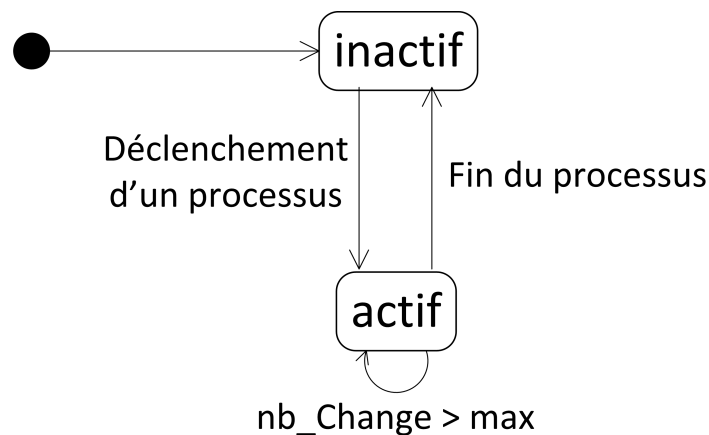 inactif
Déclenchement
d’un processus
Fin du processus
actif
nb_Change > max